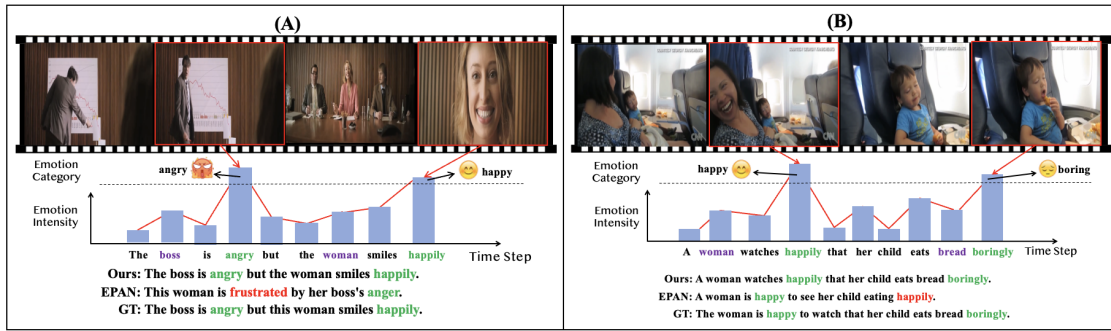 (A)
Emotion
Category
angry
happy
Emotion
Intensity
The boss is angry but the woman smiles happily
Time Step
Ours: The boss is angry but the woman smiles happily.
EPAN: This woman is frustrated by her boss's anger.
GT: The boss is angry but this woman smiles happily.
(B)
CNN
Emotion
Category
happy
boring
Emotion
Intensity
A woman watches happily that her child eats bread boringly
Time Step
Ours: A woman watches happily that her child eats bread boringly.
EPAN: A woman is happy to see her child eating happily.
GT: The woman is happy to watch that her child eats bread boringly.